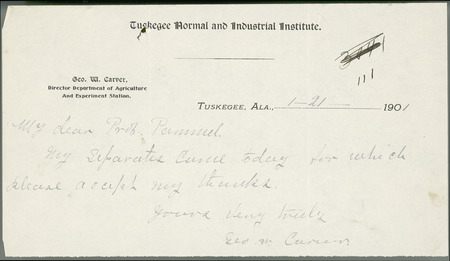 Tuskegee Normal and Industrial Institute.
111
Geo. W. Carver,
Director Department of Agriculture
And Experiment Station.
Tuskegee, Ala., 1-21 1901
My dear Prof. Pammel.
My Separates came today for which
please accept my thanks.
Yours Very truly
Geo W. Carver